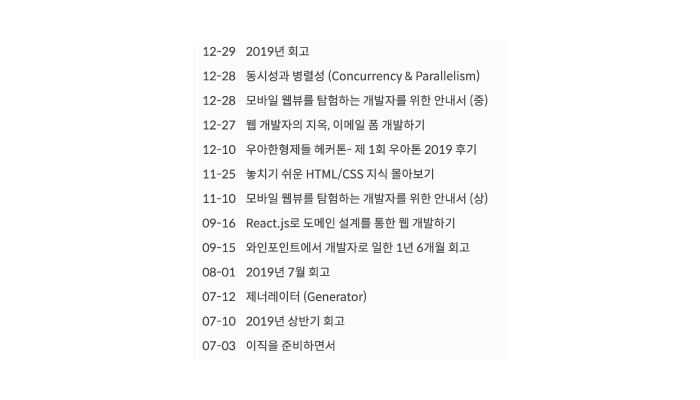 12-29 2019년 회고
12-28 동시성과 병렬성 (Concurrency & Parallelism)
12-28 모바일 웹뷰를 탐험하는 개발자를 위한 안내서 (중)
12-27 웹 개발자의 지옥, 이메일 폼 개발하기
12-10 우아한형제들 헤커톤- 제 1회 우아톤 2019 후기
11-25 놓치기 쉬운 HTML/CSS 지식 몰아보기
11-10 모바일 웹뷰를 탐험하는 개발자를 위한 안내서 (상)
09-16 React.js로 도메인 설계를 통한 웹 개발하기
09-15 와인포인트에서 개발자로 일한 1년 6개월 회고
08-01 2019년 7월 회고
07-12 제너레이터 (Generator)
07-10 2019년 상반기 회고
07-03 이직을 준비하면서